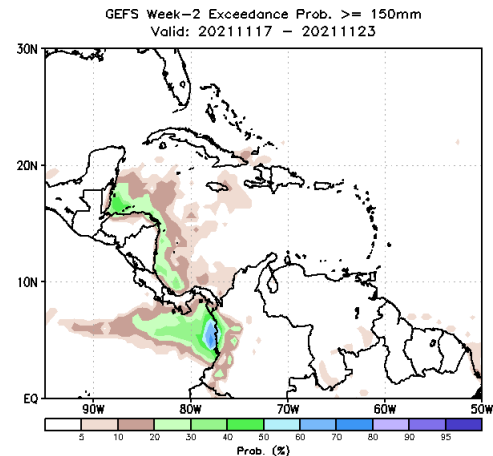 GEFS Week-2 Exceedance Prob. >= 150mm
Valid: 20211117 - 20211123
30N
20N
10N
EQ
90W 80W 70W 60W 50W
5 10 20 30 40 50 60 70 80 90 95
Prob. (%)